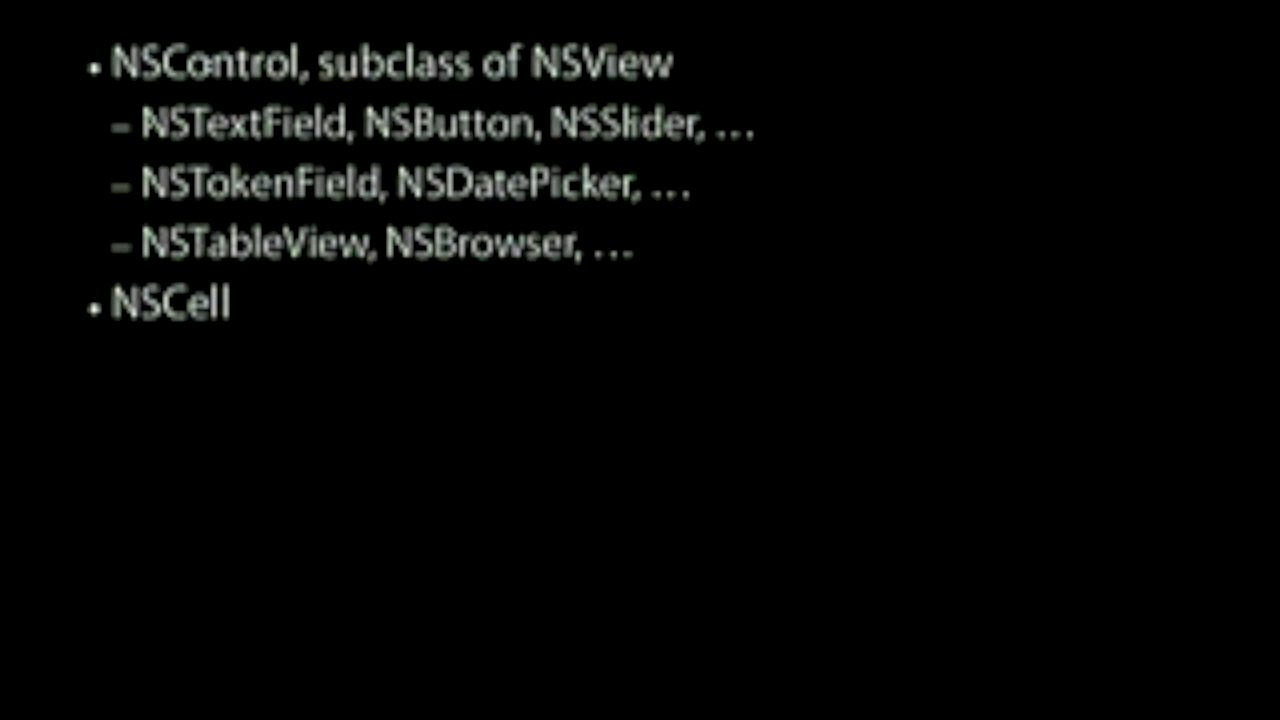 • NSControl, subclass of NSView
– NSTextField, NSButton, NSSlider, …
– NSTokenField, NSDatePicker, …
– NSTableView, NSBrowser, …
• NSCell